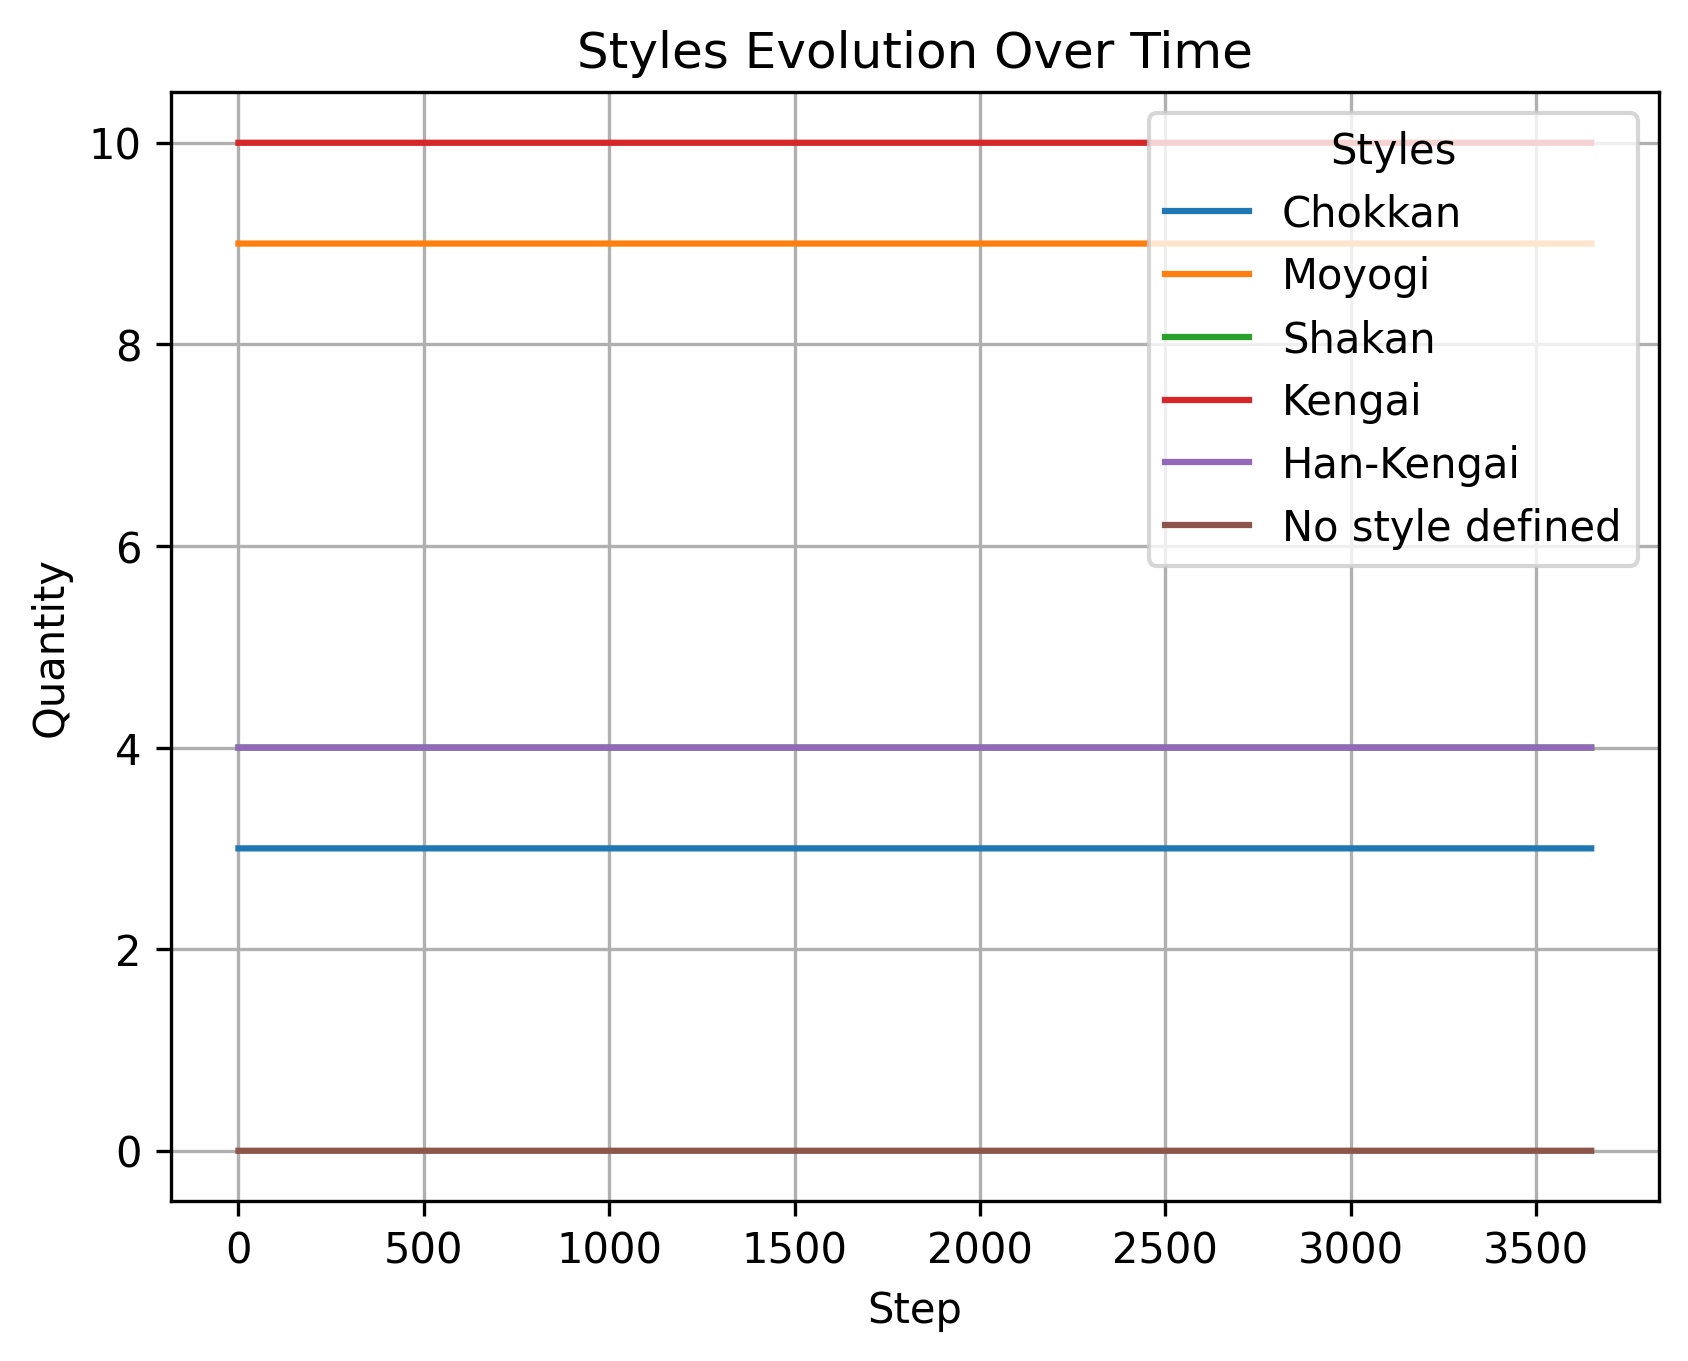 Styles Evolution Over Time
Styles
Chokkan
Moyogi
Shakan
Kengai
Han-Kengai
No style defined
Quantity
10
8
6
4
2
0
0 500 1000 1500 2000 2500 3000 3500
Step